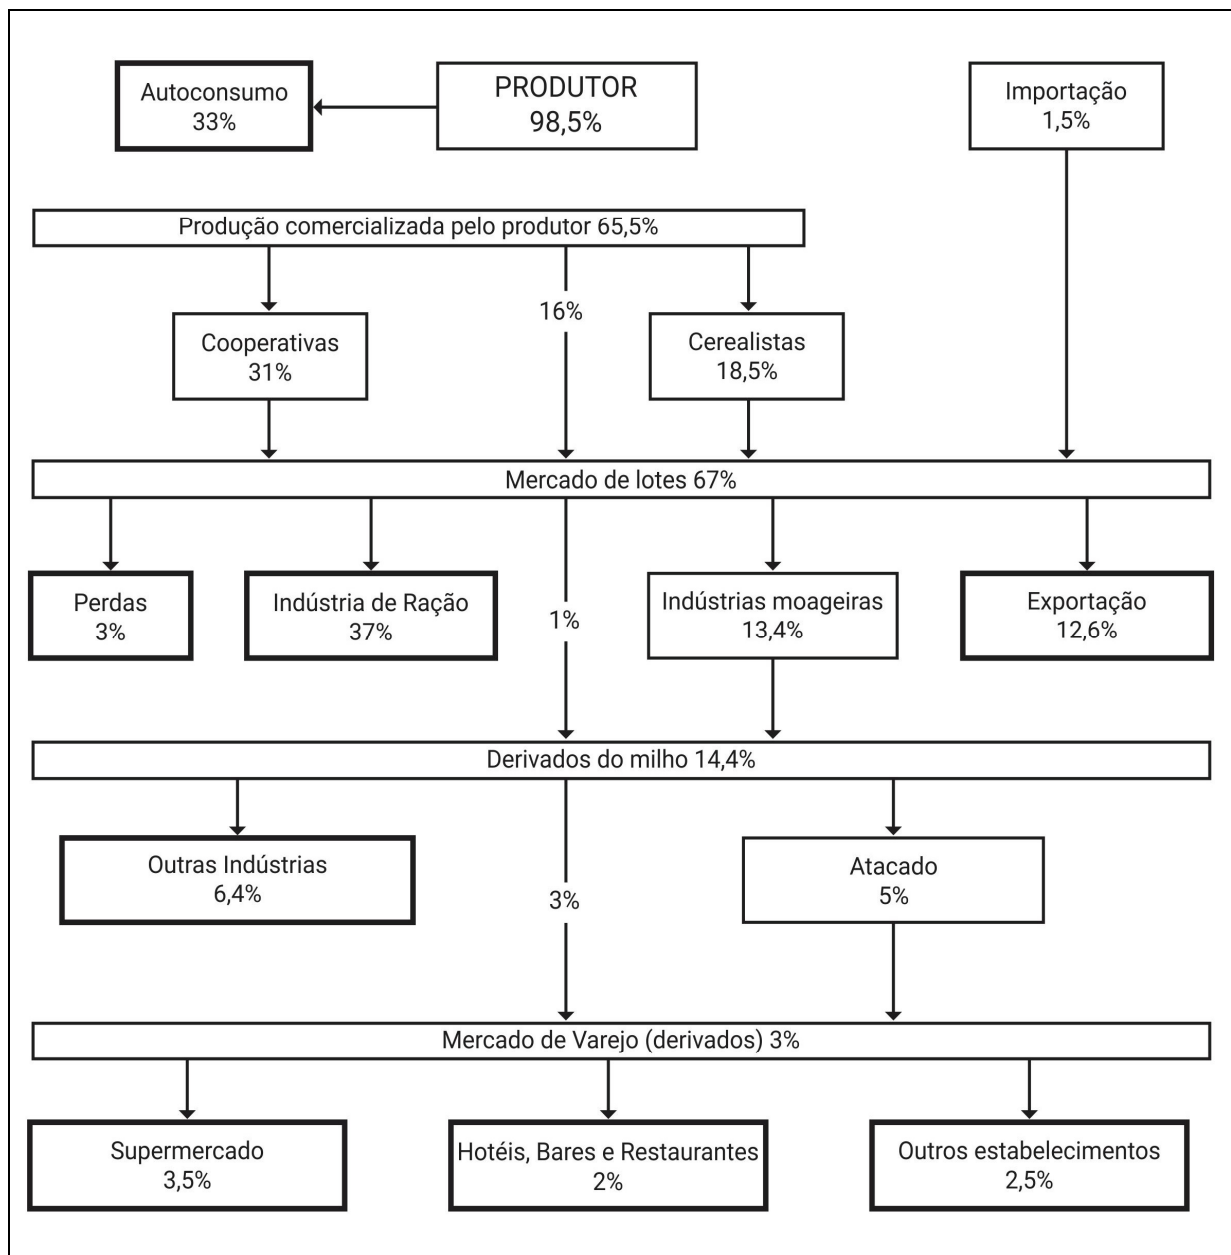 Autoconsumo
33%
PRODUTOR
98,5%
Importação
1,5%
Produção comercializada pelo produtor 65,5%
16%
Cooperativas
31%
Cerealistas
18,5%
Mercado de lotes 67%
Perdas
3%
Indústria de Ração
37%
1%
Indústrias moageiras
13,4%
Exportação
12,6%
Derivados do milho 14,4%
Outras Indústrias
6,4%
3%
Atacado
5%
Mercado de Varejo (derivados) 3%
Supermercado
3,5%
Hotéis, Bares e Restaurantes
2%
Outros estabelecimentos
2,5%